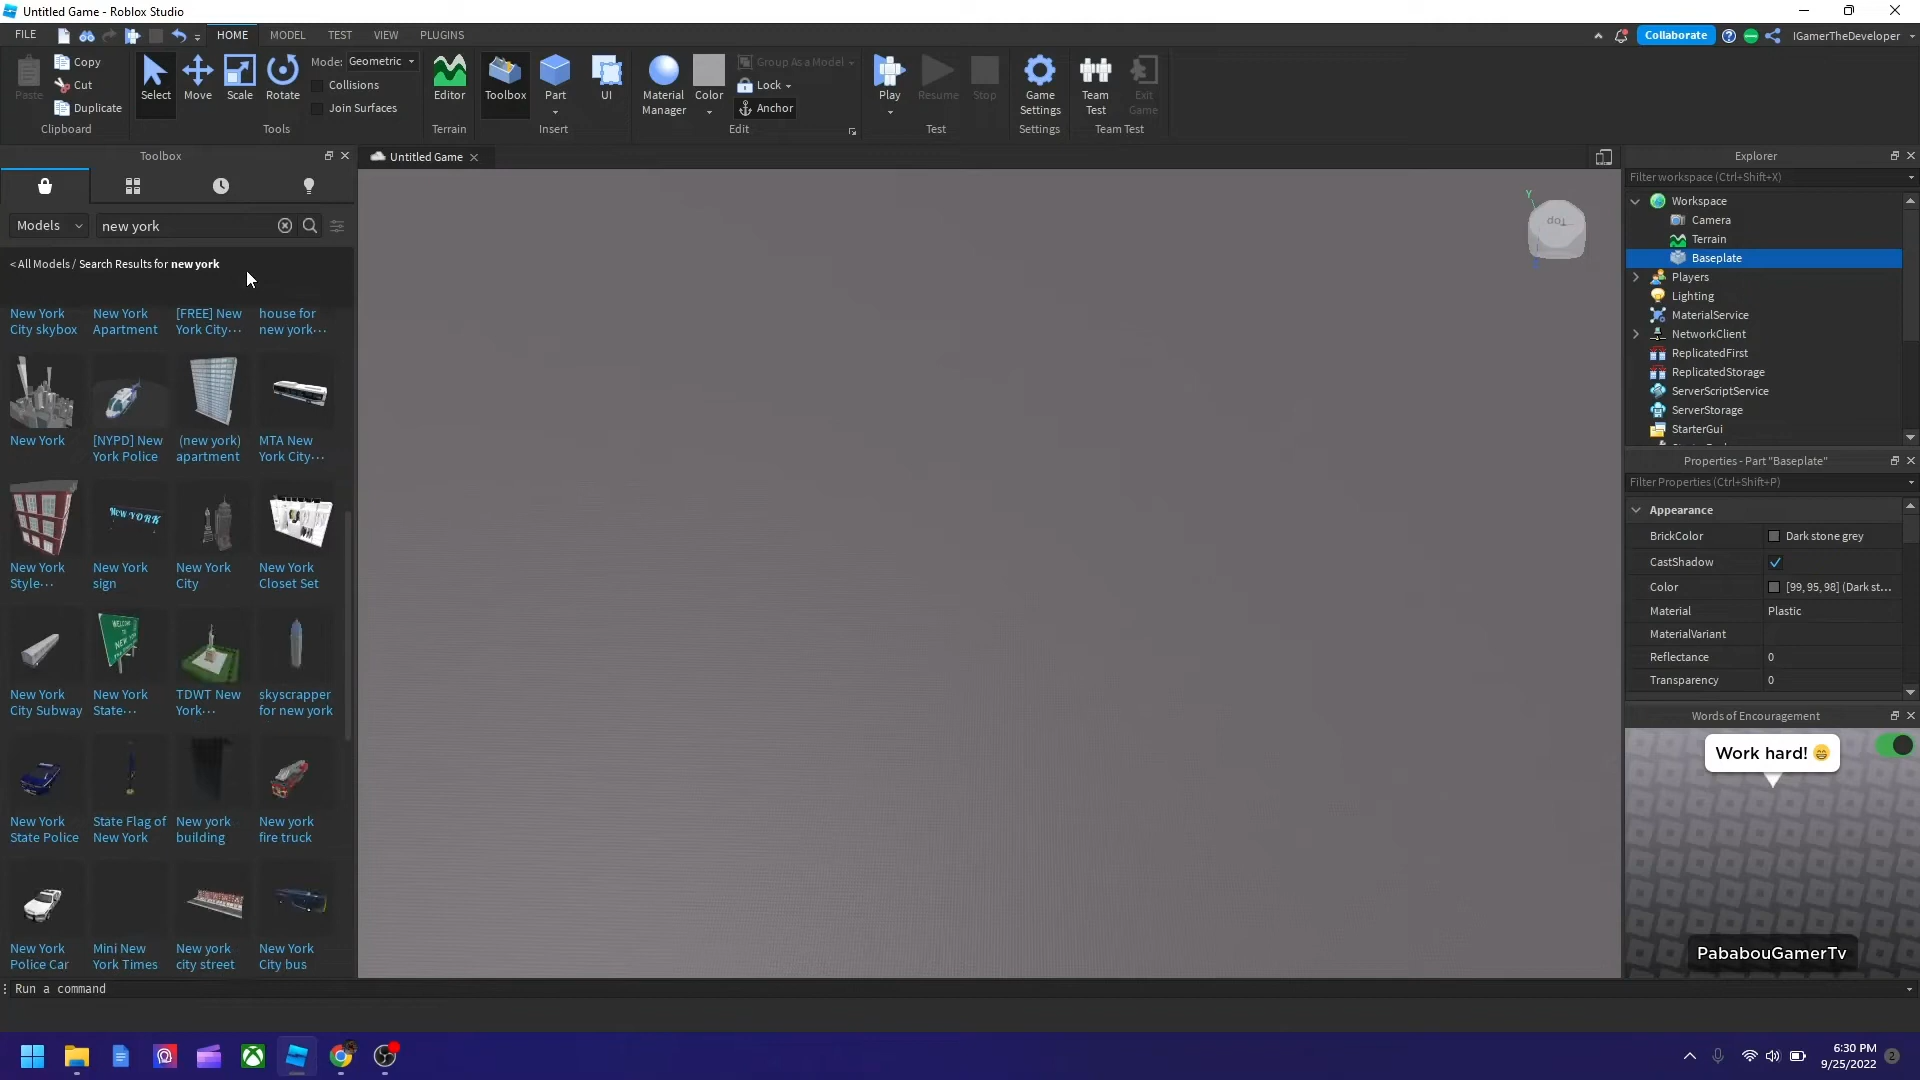 Untitled Game - Roblox Studio
FILE
HOME
MODEL
TEST
VIEW
PLUGINS
Collaborate
IGamerTheDeveloper
Paste
Copy
Cut
Duplicate
Clipboard
Select
Move
Scale
Rotate
Mode: Geometric
Collisions
Join Surfaces
Tools
Editor
Terrain
Toolbox
Part
UI
Insert
Material
Manager
Color
Group As a Model
Lock
Anchor
Edit
Play
Resume
Stop
Test
Game
Settings
Settings
Team
Test
Exit
Game
Team Test
Toolbox
Models
new york
< All Models / Search Results for new york
New York
City skybox
New York
Apartment
[FREE] New
York City...
house for
new york...
New York
[NYPD] New
York Police
(new york)
apartment
MTA New
York City...
New York
Style...
NEW YORK
New York
sign
New York
City
New York
Closet Set
New York
City Subway
WELCOME
TO
NEW YORK
New York
State...
TDWT New
York...
skyscrapper
for new york
New York
State Police
State Flag of
New York
New york
building
New york
fire truck
New York
Police Car
Mini New
York Times
New york
city street
New York
City bus
Untitled Game
Y
Top
Explorer
Filter workspace (Ctrl+Shift+X)
Workspace
Camera
Terrain
Baseplate
Players
Lighting
MaterialService
NetworkClient
ReplicatedFirst
ReplicatedStorage
ServerScriptService
ServerStorage
StarterGui
Properties - Part "Baseplate"
Filter Properties (Ctrl+Shift+P)
Appearance
BrickColor Dark stone grey
CastShadow
Color [99, 95, 98] (Dark st...
Material Plastic
MaterialVariant
Reflectance 0
Transparency 0
Words of Encouragement
Work hard! 😄
PababouGamerTv
Run a command
6:30 PM
9/25/2022
2